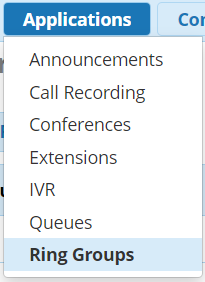 Applications
Announcements
Call Recording
Conferences
Extensions
IVR
Queues
Ring Groups